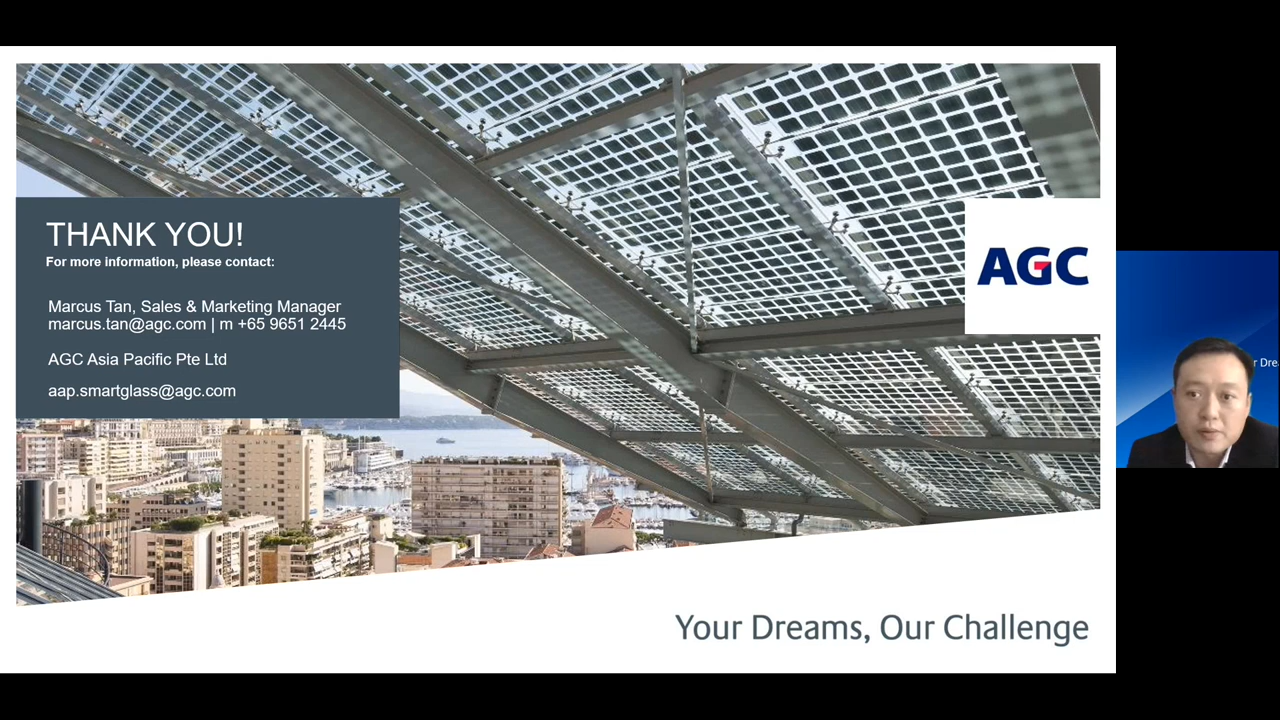 THANK YOU!
For more information, please contact:
Marcus Tan, Sales & Marketing Manager
marcus.tan@agc.com | m +65 9651 2445
AGC Asia Pacific Pte Ltd
aap.smartglass@agc.com
AGC
r Dre
Your Dreams, Our Challenge